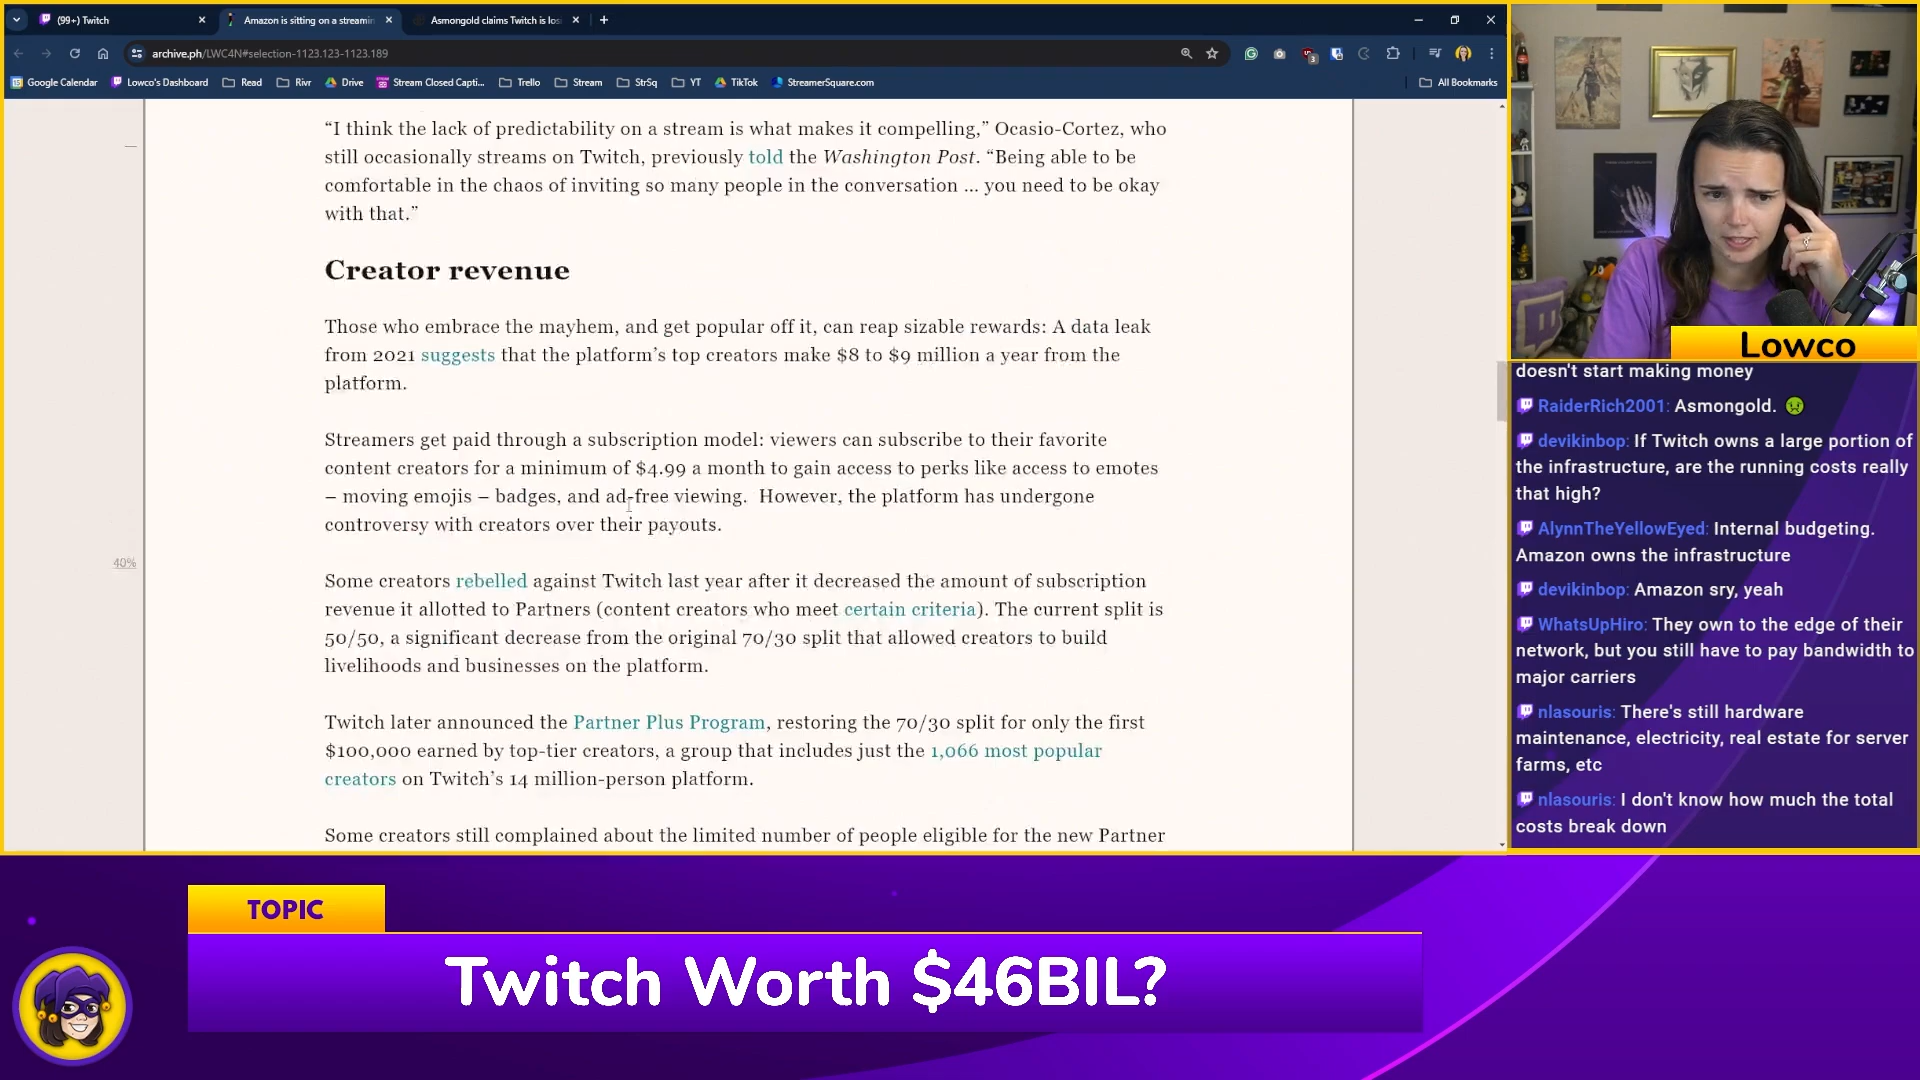 (99+) Twitch
Amazon is sitting on a streamin
Asmongold claims Twitch is losi
archive.ph/LWC4N#selection-1123.123-1123.189
Google Calendar
Lowco's Dashboard
Read
Rivr
Drive
Stream Closed Capti...
Trello
Stream
StrSq
YT
TikTok
StreamerSquare.com
All Bookmarks
“I think the lack of predictability on a stream is what makes it compelling,” Ocasio-Cortez, who
still occasionally streams on Twitch, previously told the Washington Post. “Being able to be
comfortable in the chaos of inviting so many people in the conversation … you need to be okay
with that.”
Creator revenue
Those who embrace the mayhem, and get popular off it, can reap sizable rewards: A data leak
from 2021 suggests that the platform’s top creators make $8 to $9 million a year from the
platform.
Streamers get paid through a subscription model: viewers can subscribe to their favorite
content creators for a minimum of $4.99 a month to gain access to perks like access to emotes
– moving emojis – badges, and ad-free viewing.  However, the platform has undergone
controversy with creators over their payouts.
40%
Some creators rebelled against Twitch last year after it decreased the amount of subscription
revenue it allotted to Partners (content creators who meet certain criteria). The current split is
50/50, a significant decrease from the original 70/30 split that allowed creators to build
livelihoods and businesses on the platform.
Twitch later announced the Partner Plus Program, restoring the 70/30 split for only the first
$100,000 earned by top-tier creators, a group that includes just the 1,066 most popular
creators on Twitch’s 14 million-person platform.
Some creators still complained about the limited number of people eligible for the new Partner
Lowco
doesn't start making money
RaiderRich2001: Asmongold.
devikinbop: If Twitch owns a large portion of
the infrastructure, are the running costs really
that high?
AlynnTheYellowEyed: Internal budgeting.
Amazon owns the infrastructure
devikinbop: Amazon sry, yeah
WhatsUpHiro: They own to the edge of their
network, but you still have to pay bandwidth to
major carriers
nlasouris: There's still hardware
maintenance, electricity, real estate for server
farms, etc
nlasouris: I don't know how much the total
costs break down
TOPIC
Twitch Worth $46BIL?